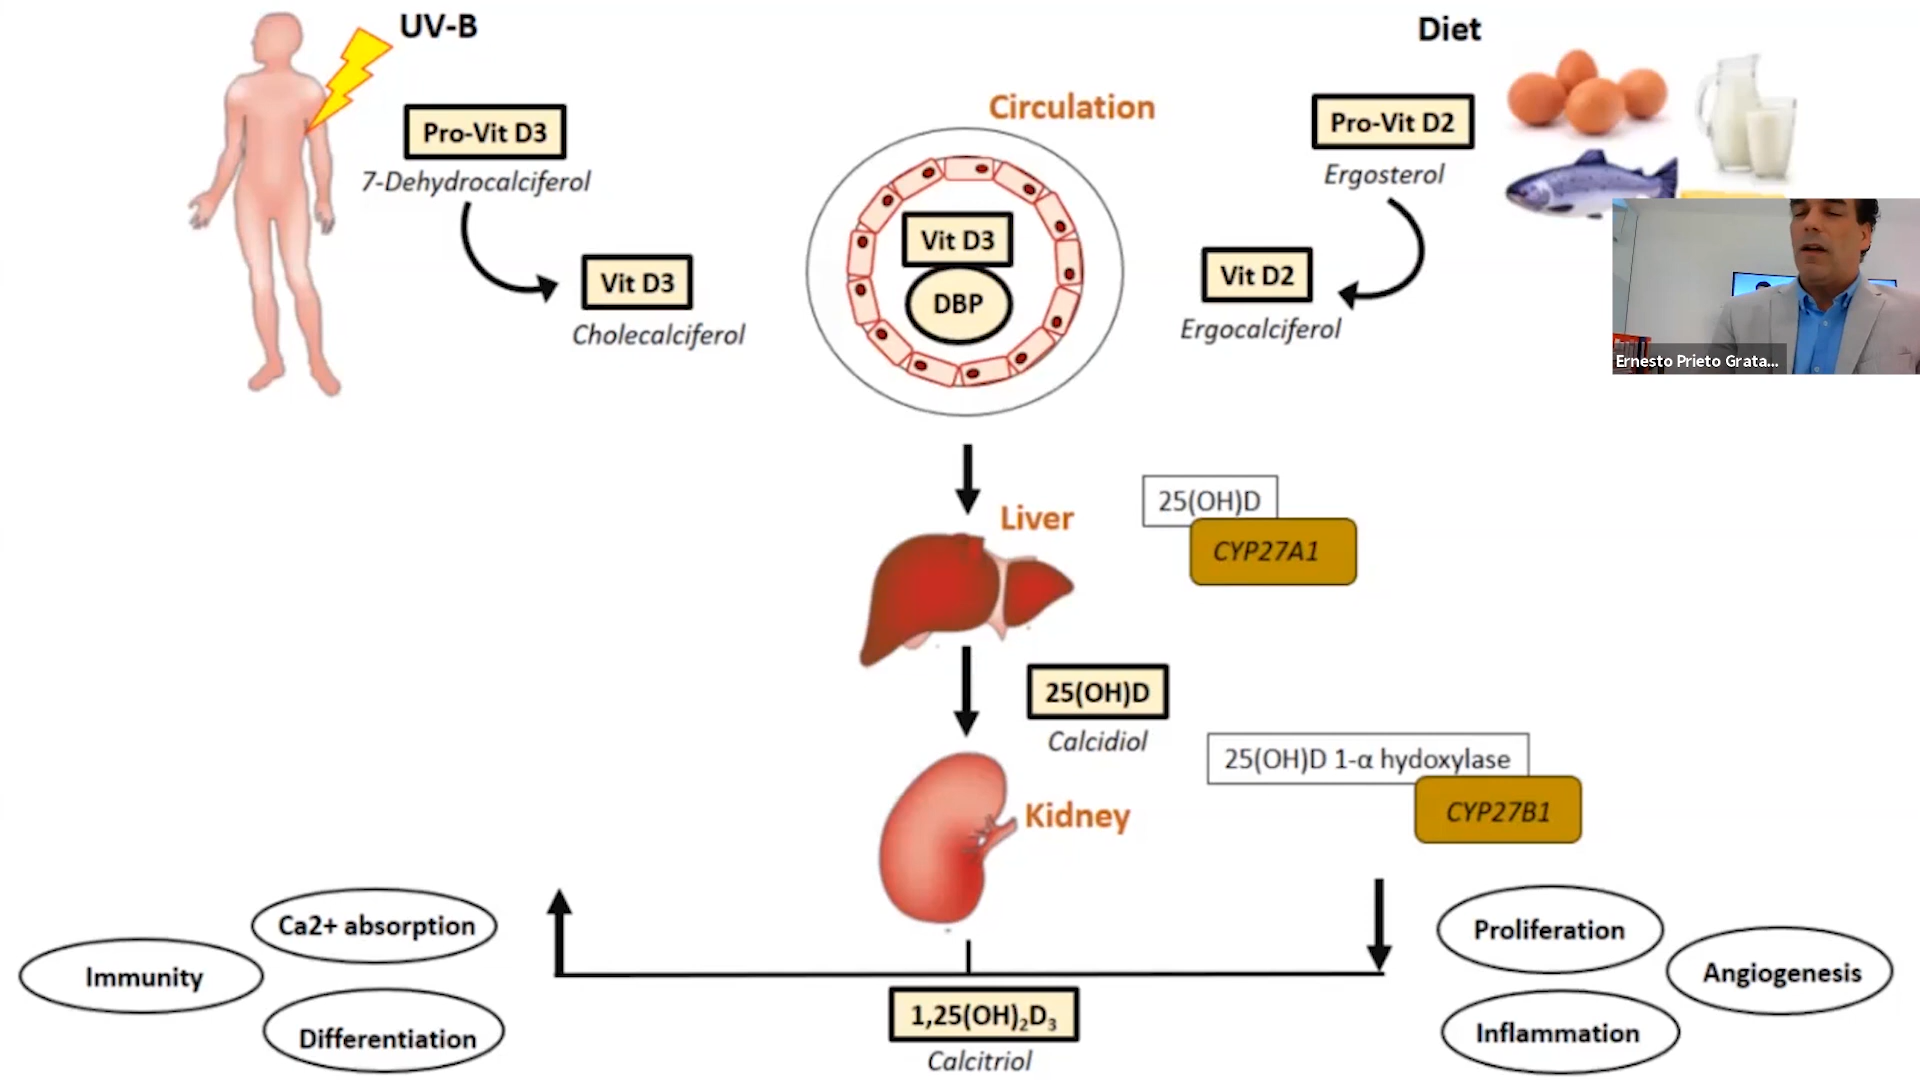 UV-B
Diet
Pro-Vit D3
7-Dehydrocalciferol
Vit D3
Cholecalciferol
Circulation
Vit D3
DBP
Pro-Vit D2
Ergosterol
Vit D2
Ergocalciferol
Ernesto Prieto Grata...
Liver
25(OH)D
CYP27A1
25(OH)D
Calcidiol
25(OH)D 1-α hydoxylase
CYP27B1
Kidney
Ca2+ absorption
Immunity
Differentiation
1,25(OH)₂D₃
Calcitriol
Proliferation
Angiogenesis
Inflammation